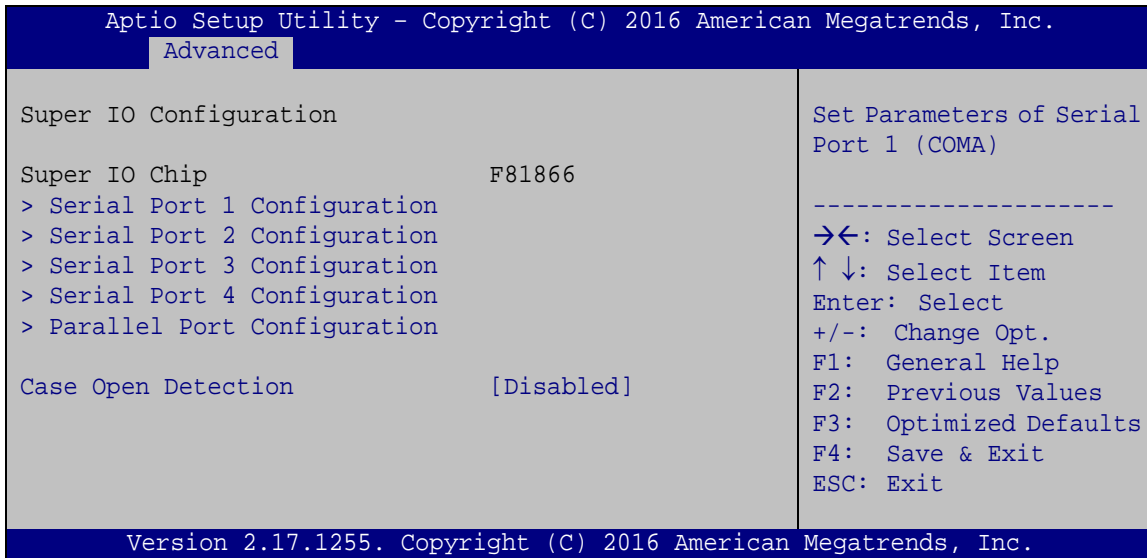 Aptio Setup Utility – Copyright (C) 2016 American Megatrends, Inc.
Advanced
Super IO Configuration
Super IO Chip F81866
> Serial Port 1 Configuration
> Serial Port 2 Configuration
> Serial Port 3 Configuration
> Serial Port 4 Configuration
> Parallel Port Configuration
Case Open Detection [Disabled]
Set Parameters of Serial
Port 1 (COMA)
---------------------
→←: Select Screen
↑ ↓: Select Item
Enter: Select
+/-: Change Opt.
F1: General Help
F2: Previous Values
F3: Optimized Defaults
F4: Save & Exit
ESC: Exit
Version 2.17.1255. Copyright (C) 2016 American Megatrends, Inc.